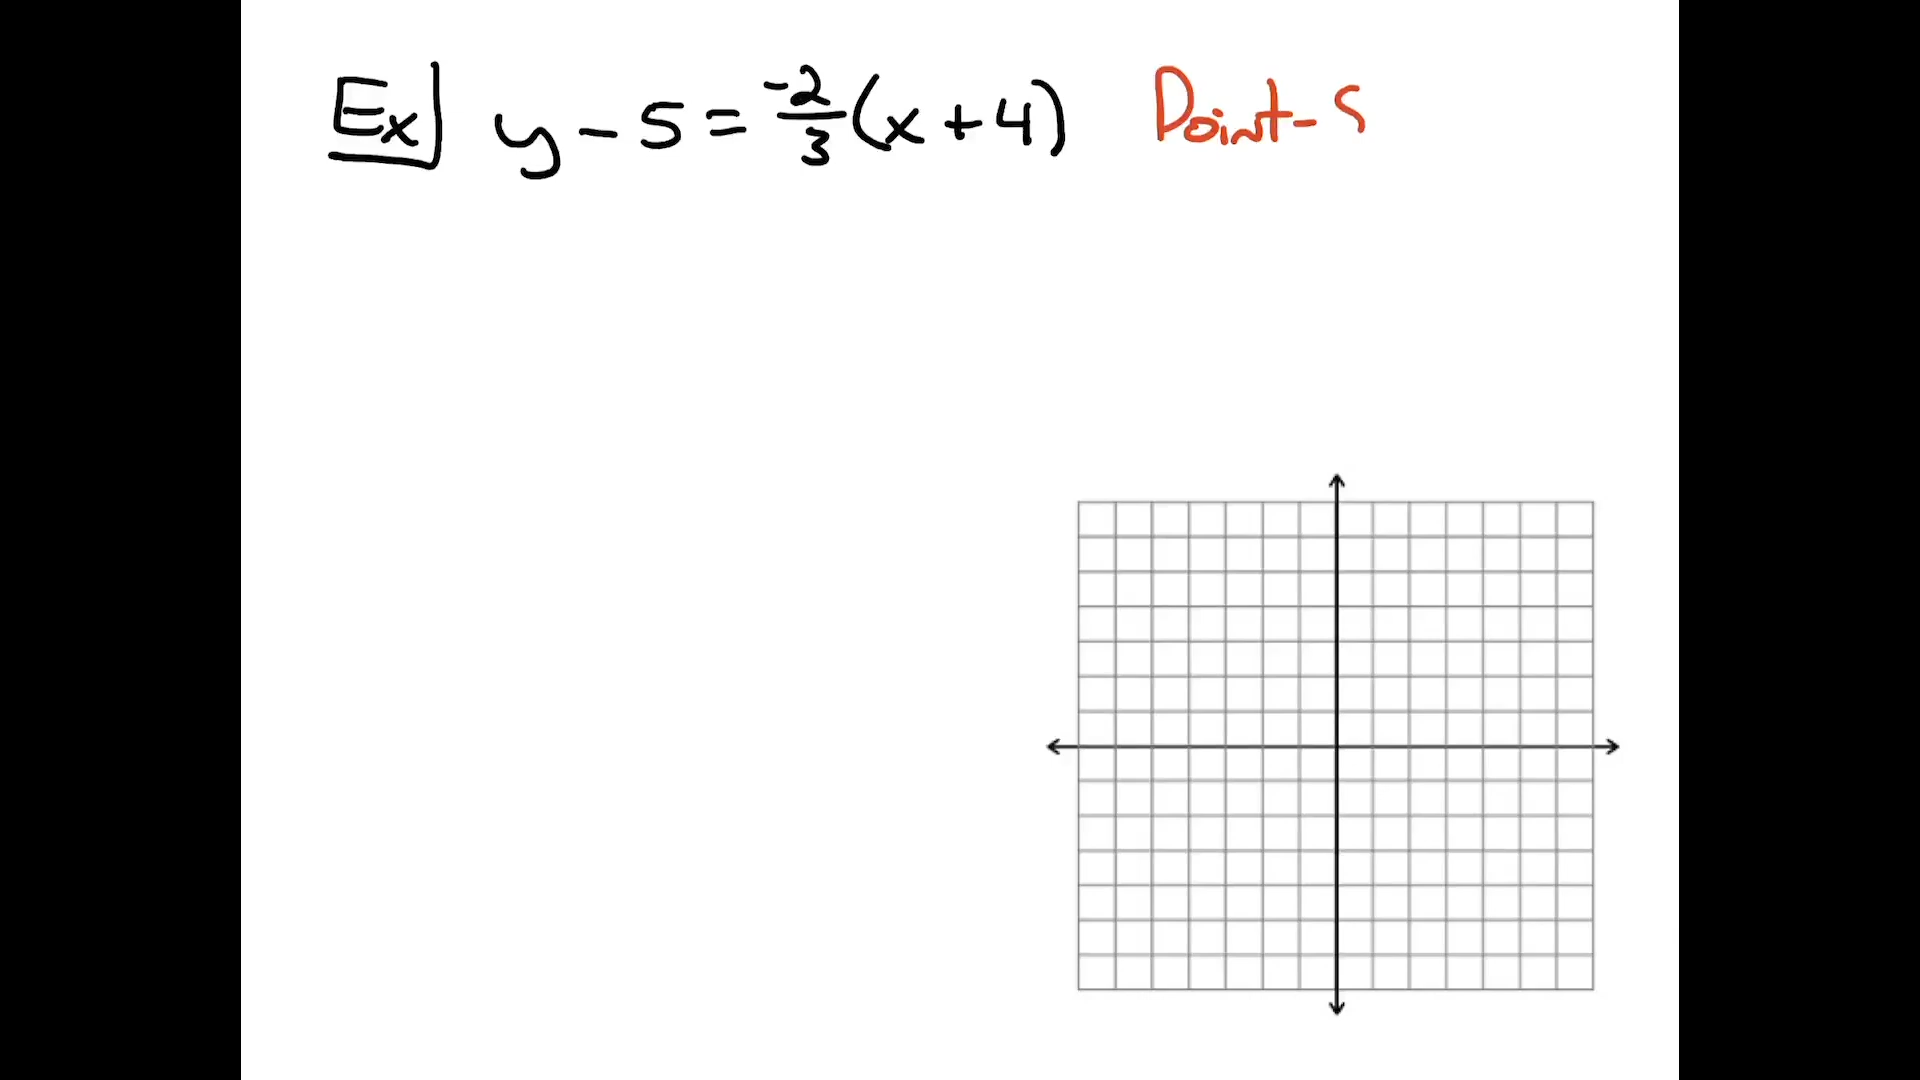 Ex y - 5 = -2/3 (x + 4) Point - S